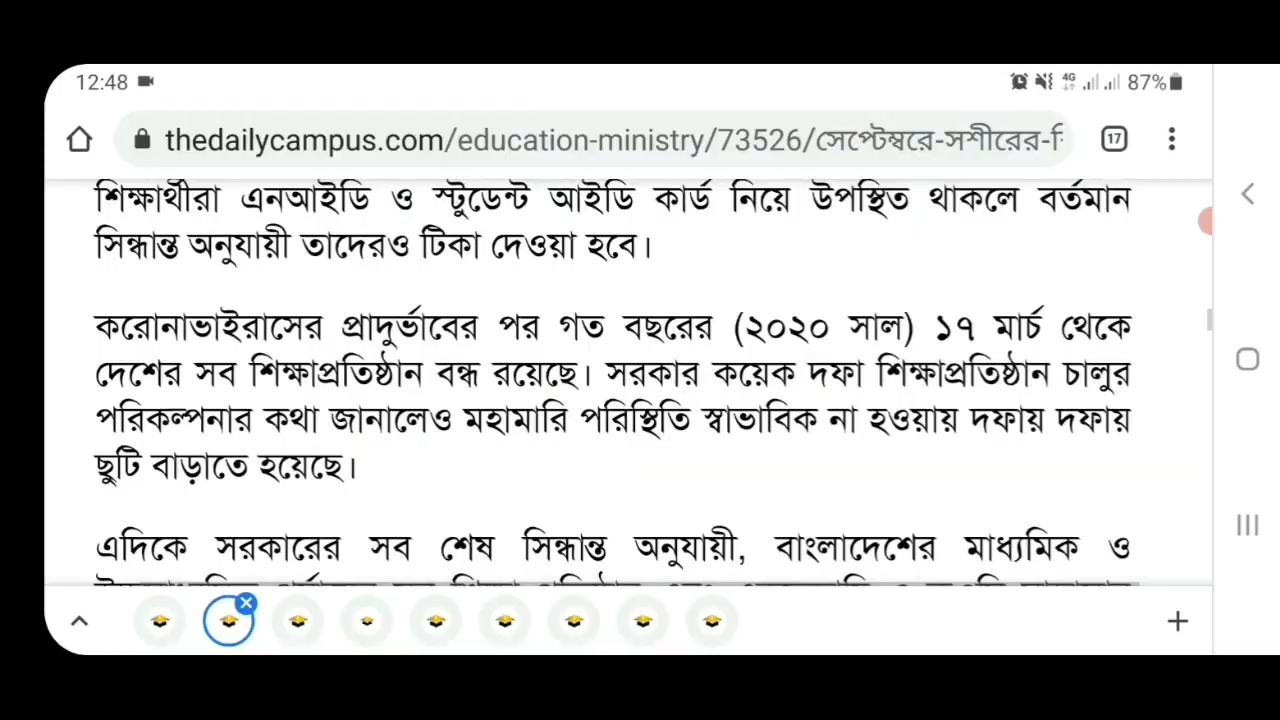 12:48
4G 87%
thedailycampus.com/education-ministry/73526/সেপ্টেম্বরে-সশীরের-
17
শিক্ষার্থীরা এনআইডি ও স্টুডেন্ট আইডি কার্ড নিয়ে উপস্থিত থাকলে বর্তমান
সিন্ধান্ত অনুযায়ী তাদেরও টিকা দেওয়া হবে।
করোনাভাইরাসের প্রাদুর্ভাবের পর গত বছরের (২০২০ সাল) ১৭ মার্চ থেকে
দেশের সব শিক্ষাপ্রতিষ্ঠান বন্ধ রয়েছে। সরকার কয়েক দফা শিক্ষাপ্রতিষ্ঠান চালুর
পরিকল্পনার কথা জানালেও মহামারি পরিস্থিতি স্বাভাবিক না হওয়ায় দফায় দফায়
ছুটি বাড়াতে হয়েছে।
এদিকে সরকারের সব শেষ সিন্ধান্ত অনুযায়ী, বাংলাদেশের মাধ্যমিক ও